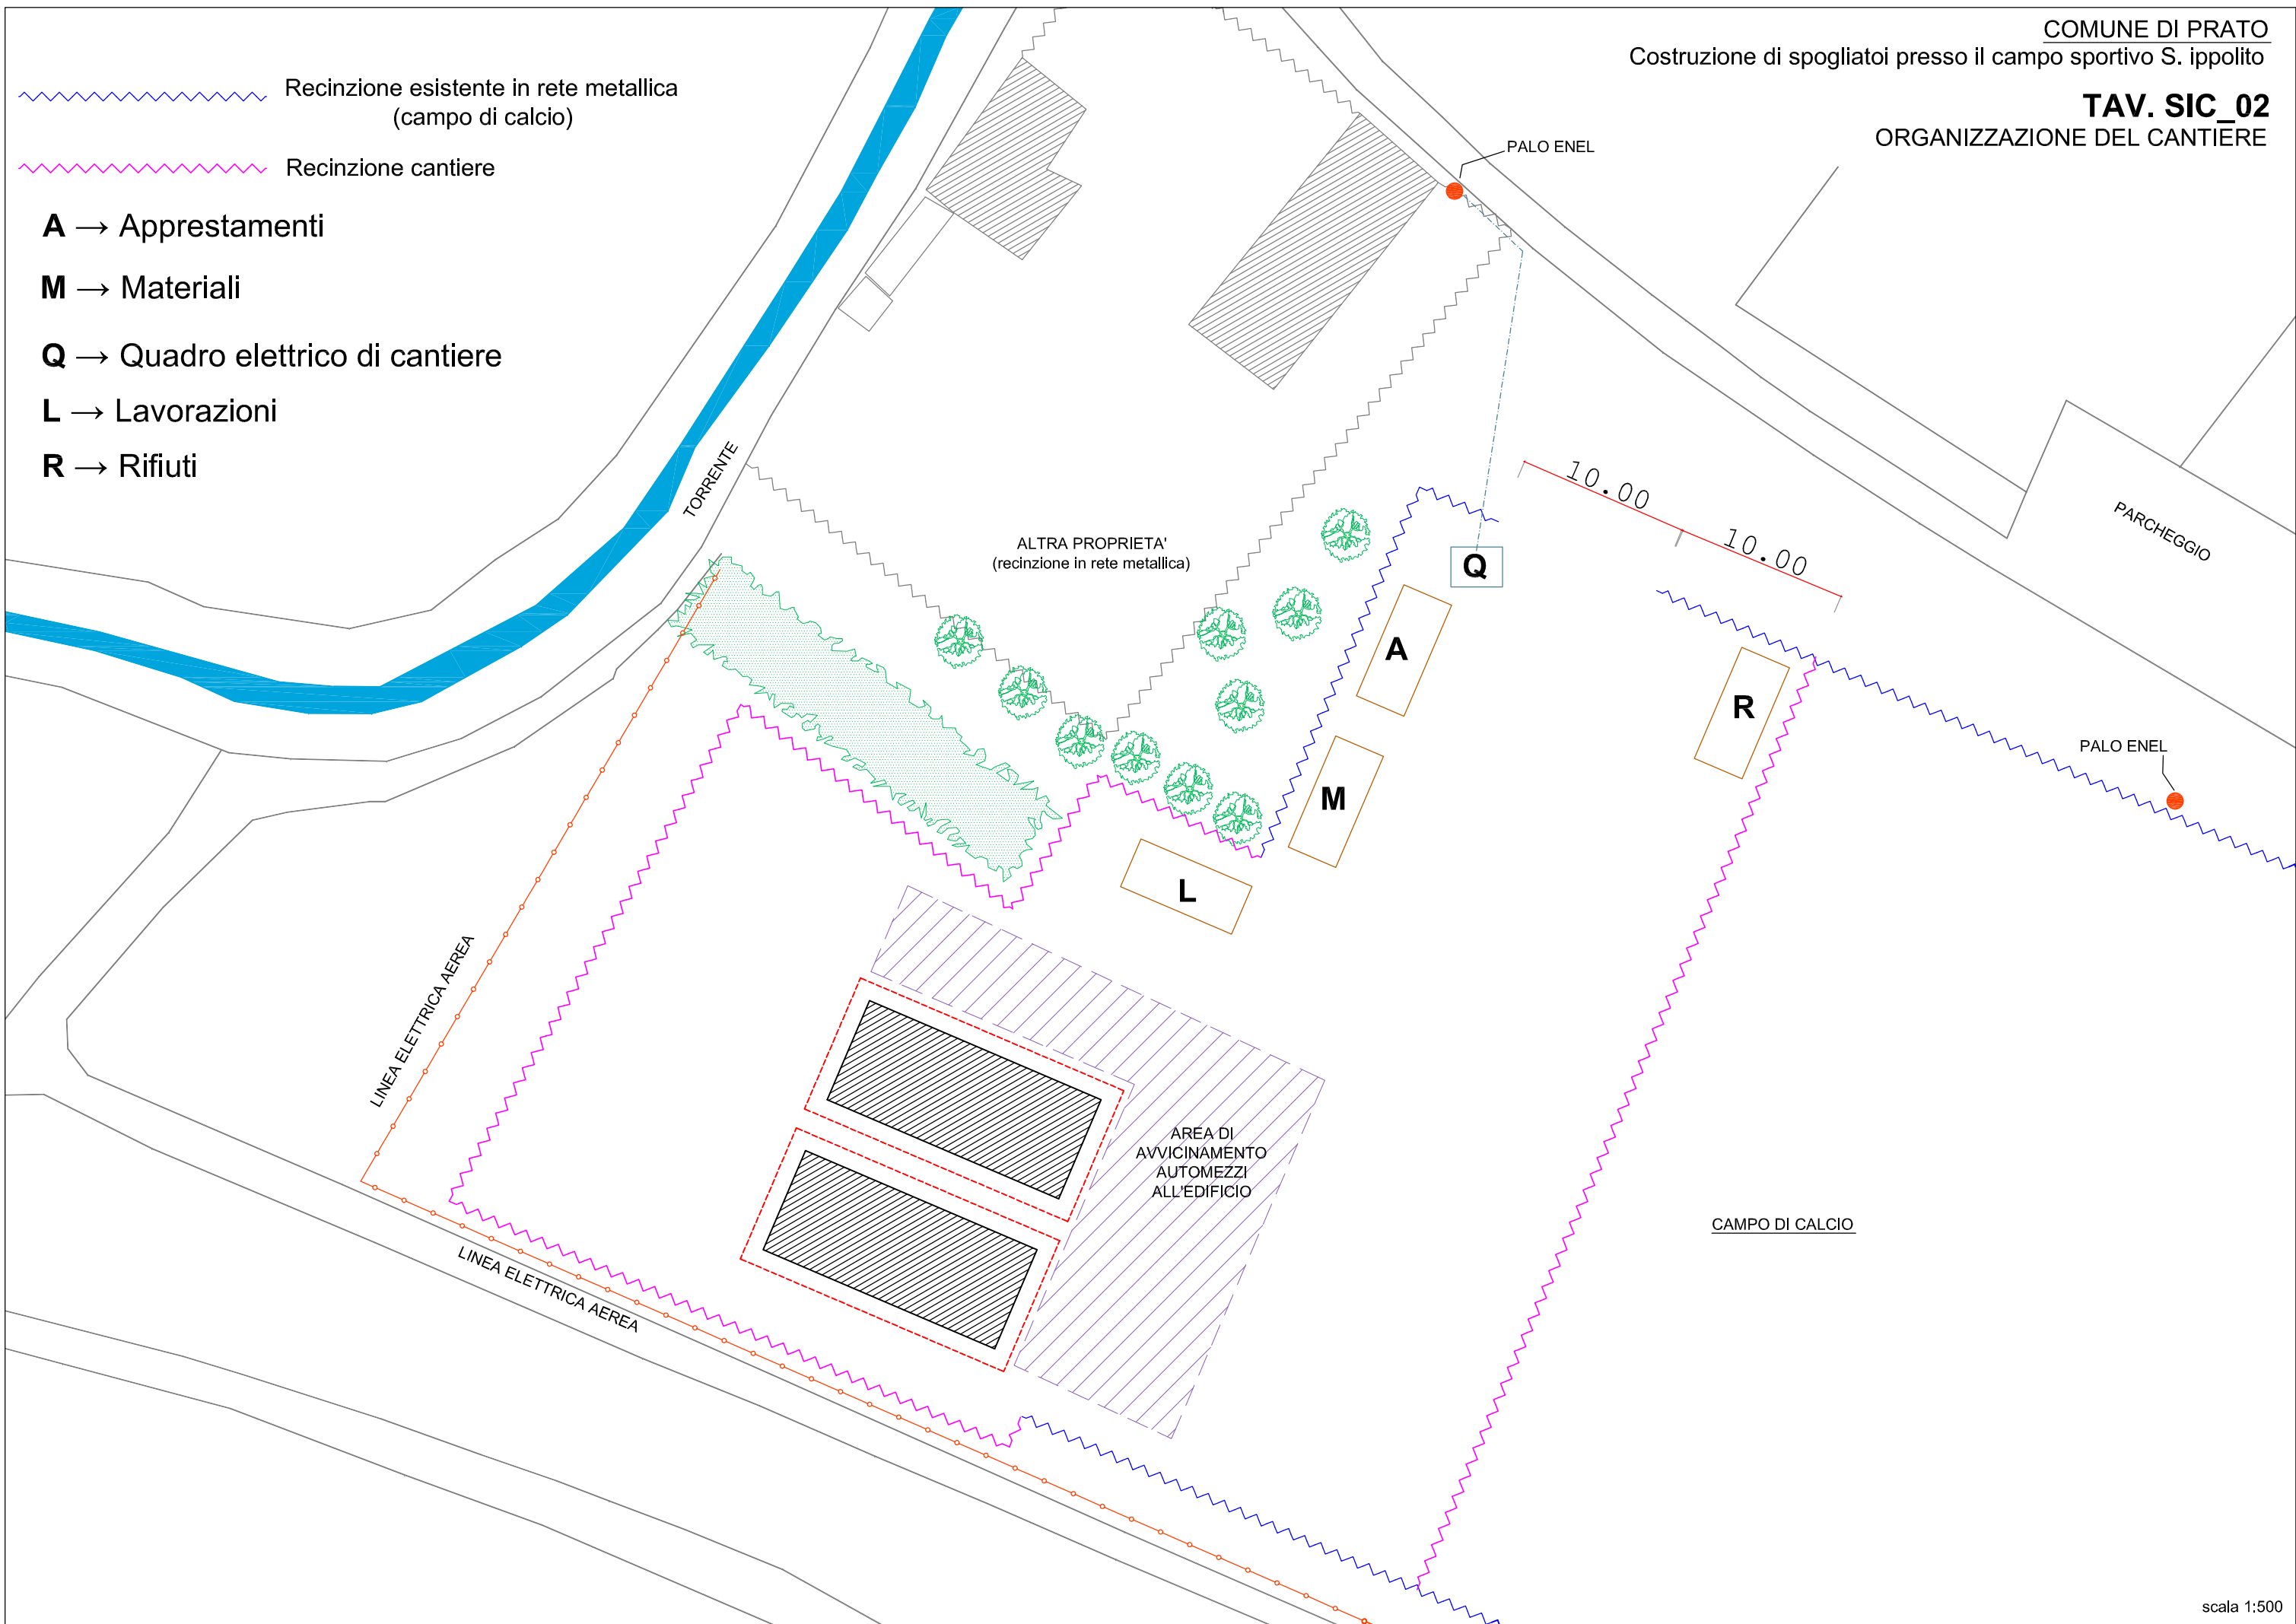 COMUNE DI PRATO
Costruzione di spogliatoi presso il campo sportivo S. ippolito
TAV. SIC_02
ORGANIZZAZIONE DEL CANTIERE
Recinzione esistente in rete metallica
(campo di calcio)
Recinzione cantiere
A → Apprestamenti
M → Materiali
Q → Quadro elettrico di cantiere
L → Lavorazioni
R → Rifiuti
PALO ENEL
TORRENTE
ALTRA PROPRIETA'
(recinzione in rete metallica)
10.00
10.00
PARCHEGGIO
Q
A
R
M
L
PALO ENEL
LINEA ELETTRICA AEREA
AREA DI
AVVICINAMENTO
AUTOMEZZI
ALL'EDIFICIO
CAMPO DI CALCIO
LINEA ELETTRICA AEREA
scala 1:500